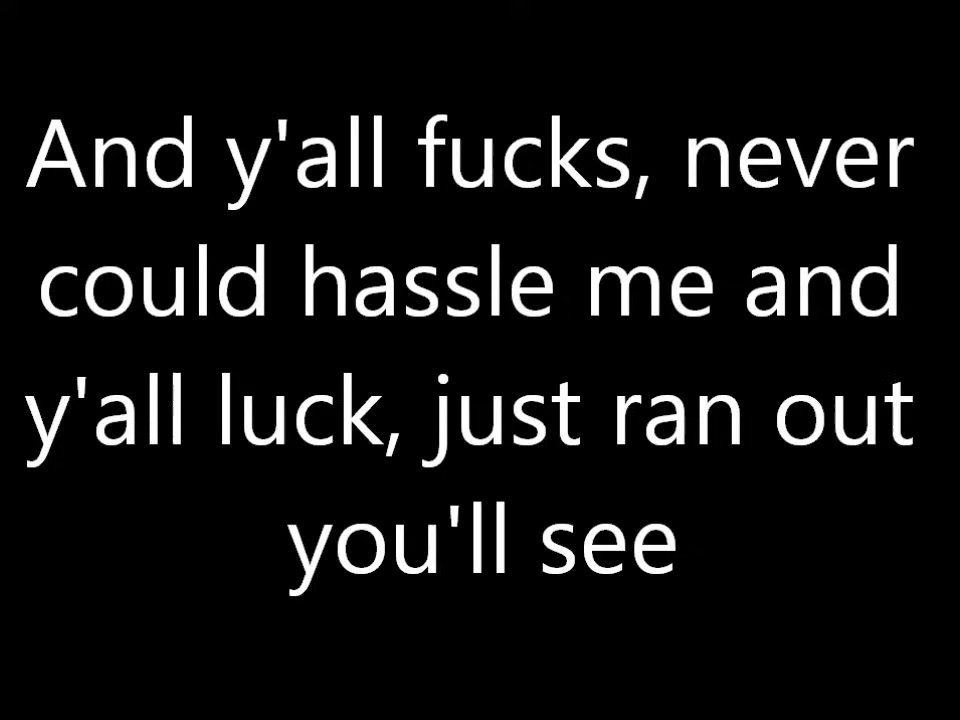 And y'all fucks, never
could hassle me and
y'all luck, just ran out
you'll see